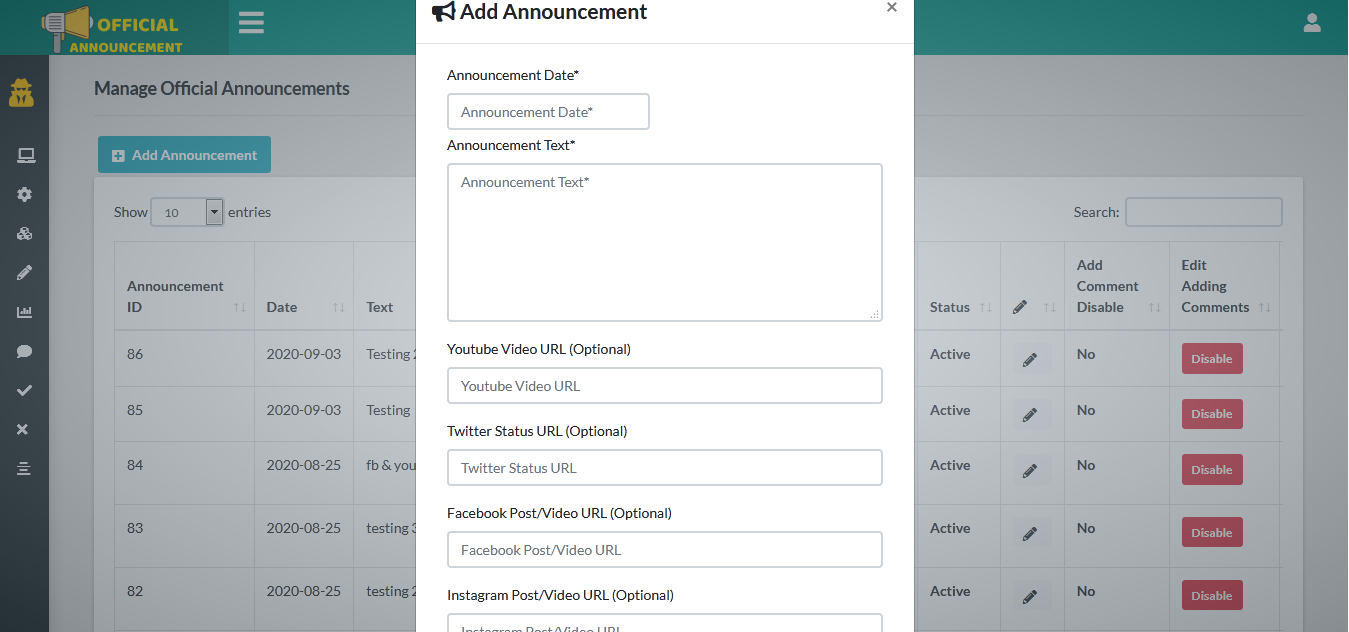 OFFICIAL
ANNOUNCEMENT
Add Announcement
×
Manage Official Announcements
Add Announcement
Show 10 entries
Search:
Announcement ID
Date
Text
Status
Add Comment Disable
Edit Adding Comments
86 2020-09-03 Testing 2 Active No Disable
85 2020-09-03 Testing Active No Disable
84 2020-08-25 fb & you Active No Disable
83 2020-08-25 testing 3 Active No Disable
82 2020-08-25 testing 2 Active No Disable
Announcement Date*
Announcement Date*
Announcement Text*
Announcement Text*
Youtube Video URL (Optional)
Youtube Video URL
Twitter Status URL (Optional)
Twitter Status URL
Facebook Post/Video URL (Optional)
Facebook Post/Video URL
Instagram Post/Video URL (Optional)
Instagram Post/Video URL